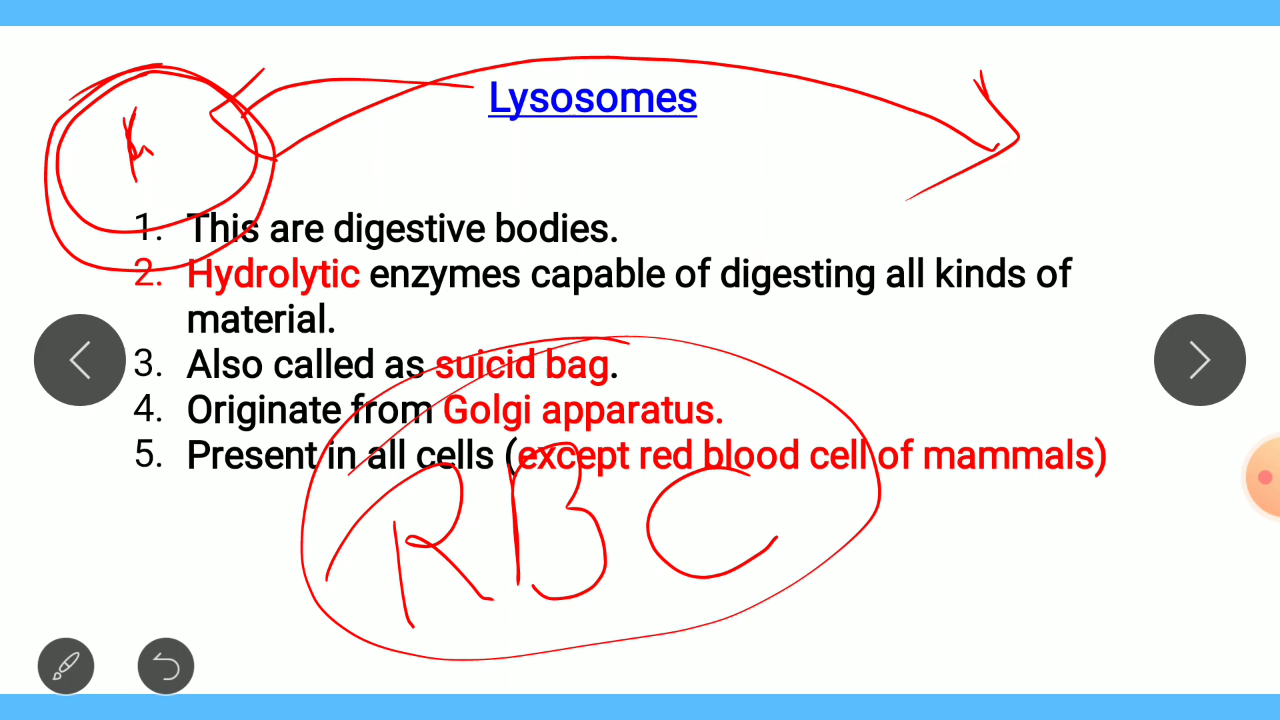 Lysosomes
1. This are digestive bodies.
2. Hydrolytic enzymes capable of digesting all kinds of
material.
3. Also called as suicid bag.
4. Originate from Golgi apparatus.
5. Present in all cells (except red blood cell of mammals)
RBC